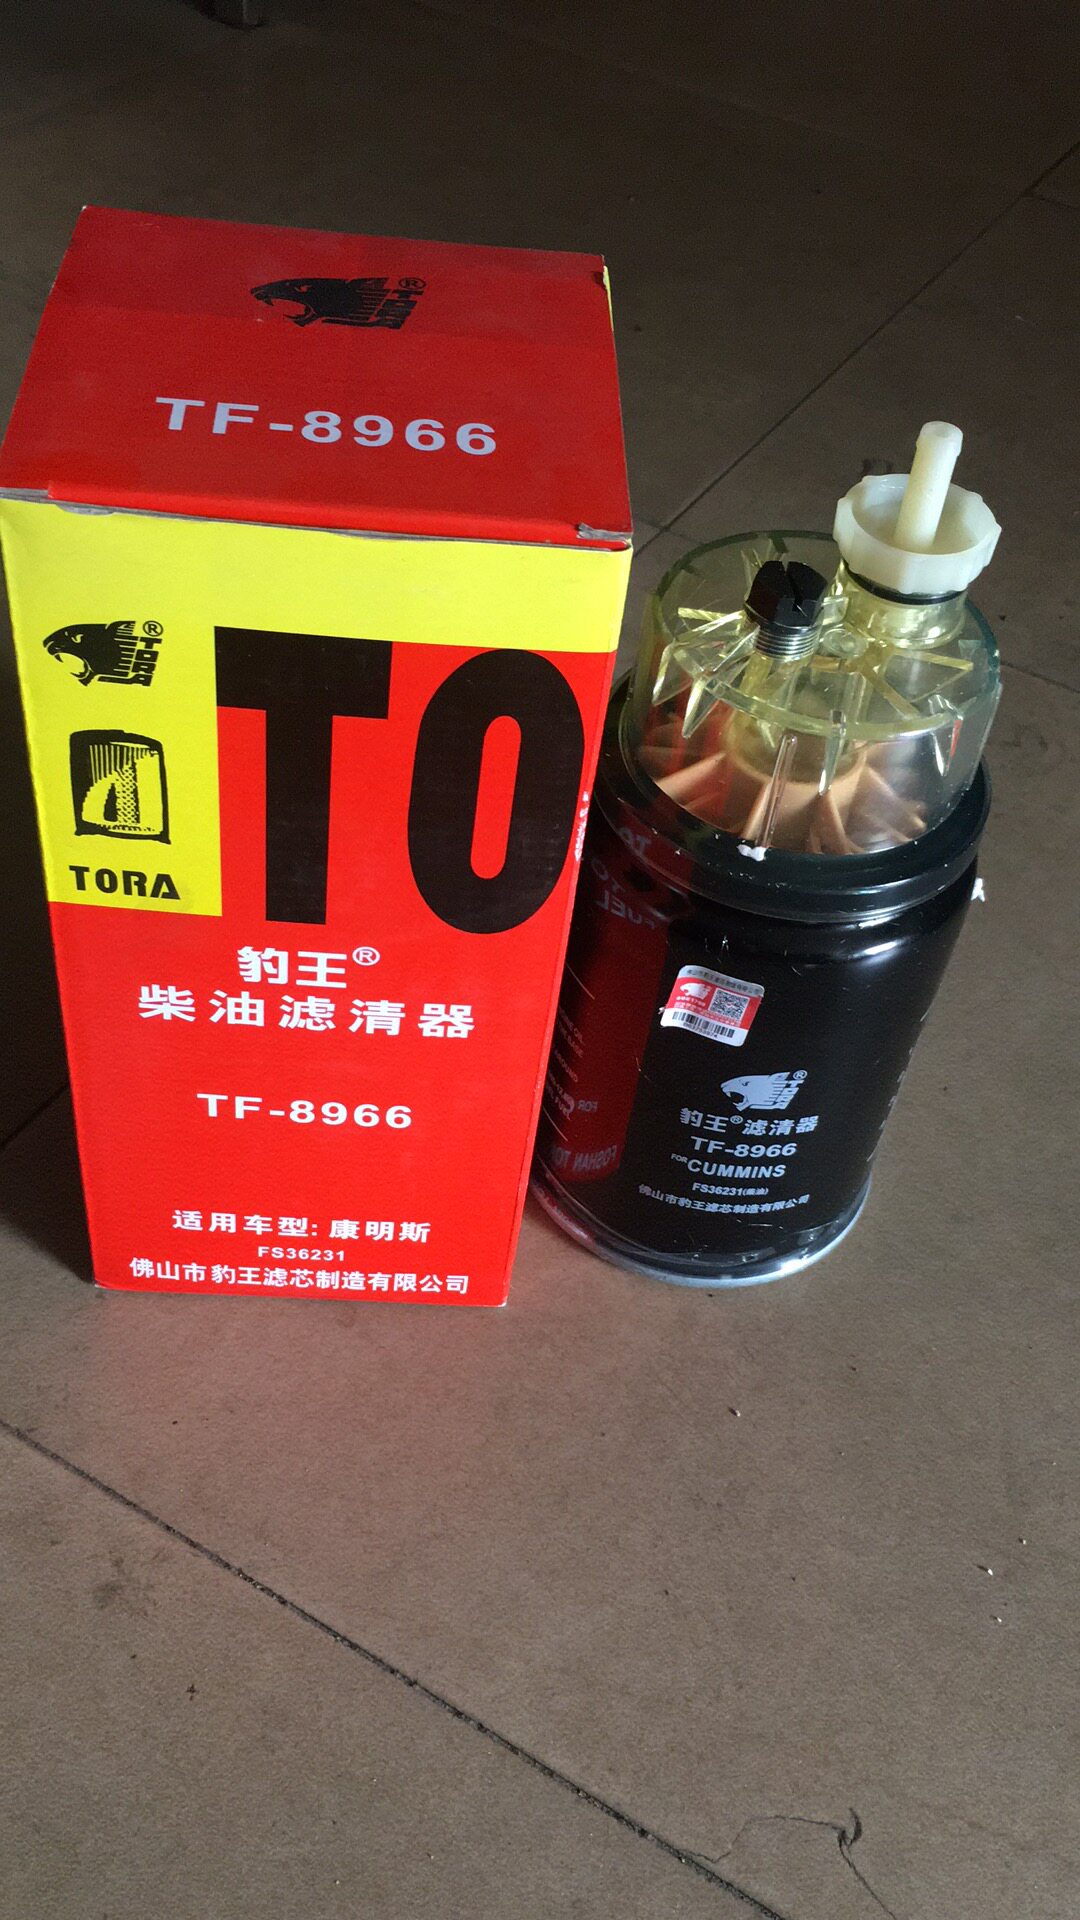 TORA®
TF-8966
TORA®
TORA
TO
豹王®
柴油滤清器
TF-8966
适用车型: 康明斯
FS36231
佛山市豹王滤芯制造有限公司
TORA®
豹王®滤清器
TF-8966
FOR CUMMINS
FS36231(柴油)
佛山市豹王滤芯制造有限公司